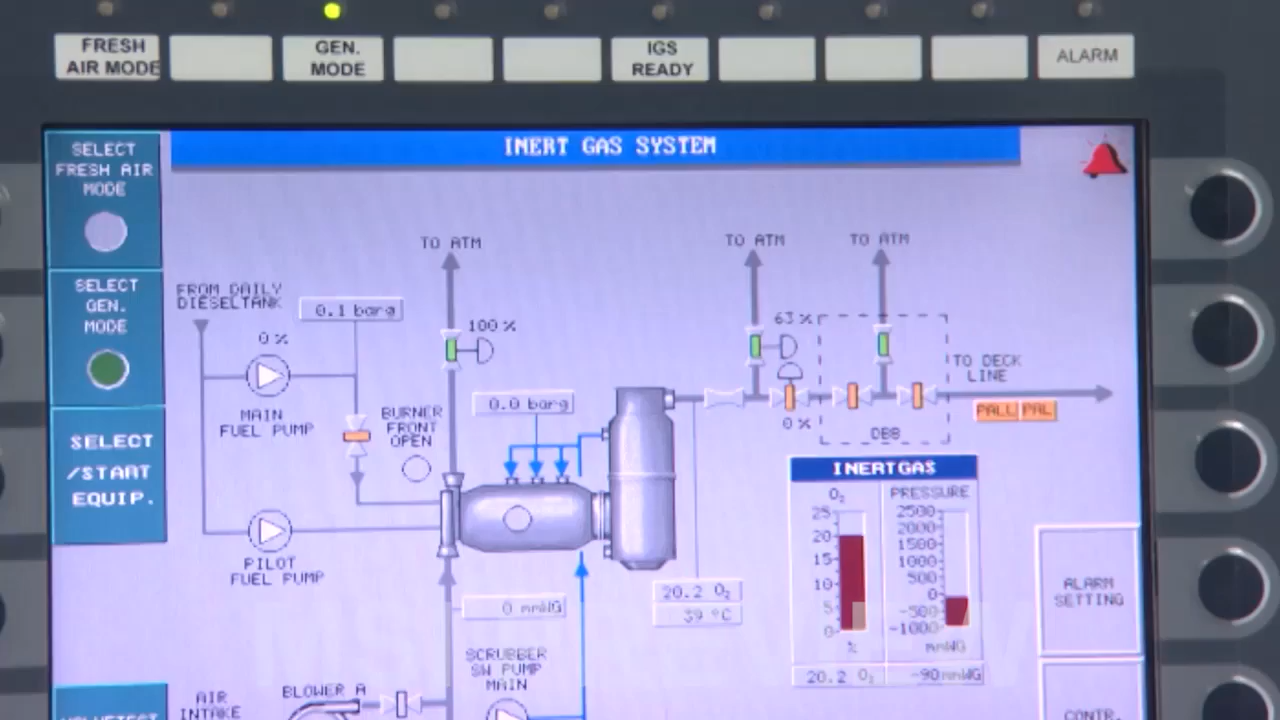 FRESH
AIR MODE
GEN.
MODE
IGS
READY
ALARM
SELECT
FRESH AIR
MODE
INERT GAS SYSTEM
SELECT
GEN.
MODE
SELECT
/START
EQUIP.
TO ATM
TO ATM
TO ATM
FROM DAILY
DIESELTANK
0.1 barg
0 %
100 %
63 %
MAIN
FUEL PUMP
BURNER
FRONT
OPEN
0.0 barg
0 %
DBB
TO DECK
LINE
PALL PAL
PILOT
FUEL PUMP
0 mmWG
20.2 O₂
39 °C
INERTGAS
O₂
PRESSURE
25
20
15
10
5
0
%
20.2 O₂
2500
2000
1500
1000
500
0
-500
-1000
mmWG
-90 mmWG
ALARM
SETTING
SCRUBBER
SW PUMP
MAIN
BLOWER A
AIR
INTAKE
CONTR.